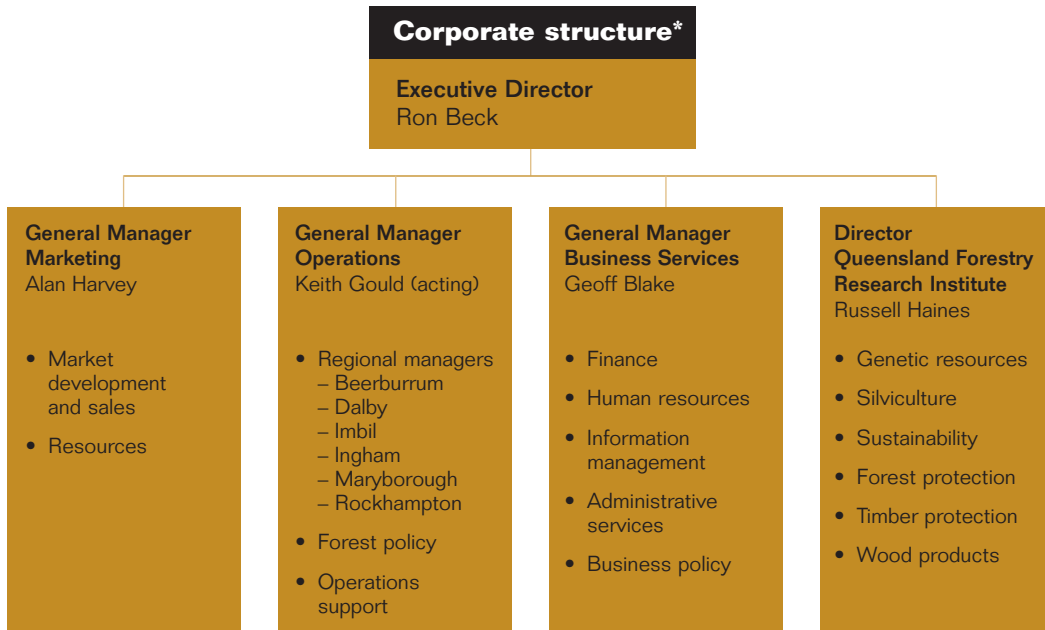 Corporate structure*
Executive Director
Ron Beck
General Manager
Marketing
Alan Harvey
• Market
development
and sales
• Resources
General Manager
Operations
Keith Gould (acting)
• Regional managers
– Beerburrum
– Dalby
– Imbil
– Ingham
– Maryborough
– Rockhampton
• Forest policy
• Operations
support
General Manager
Business Services
Geoff Blake
• Finance
• Human resources
• Information
management
• Administrative
services
• Business policy
Director
Queensland Forestry
Research Institute
Russell Haines
• Genetic resources
• Silviculture
• Sustainability
• Forest protection
• Timber protection
• Wood products